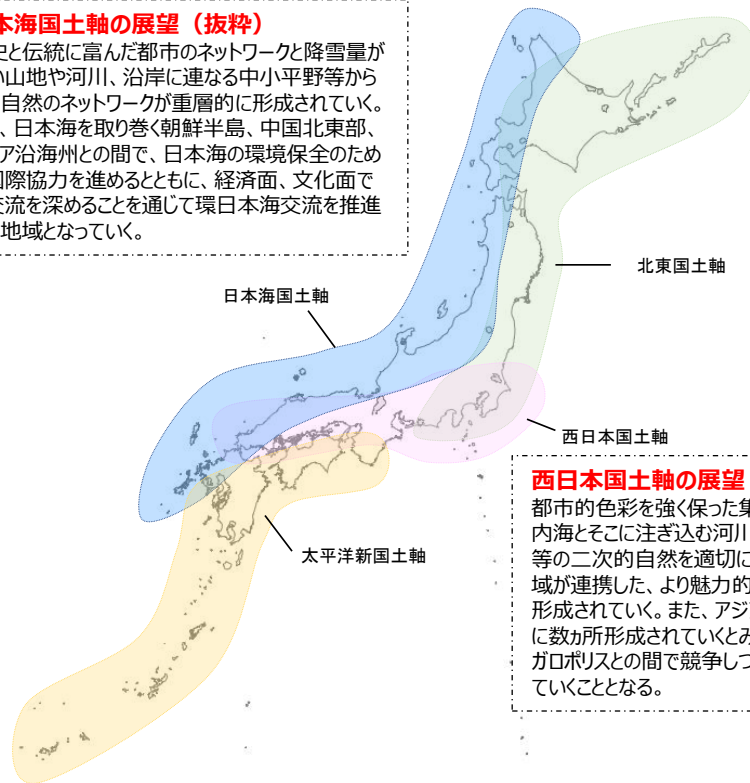 本海国土軸の展望（抜粋）
史と伝統に富んだ都市のネットワークと降雪量が
い山地や河川、沿岸に連なる中小平野等から
自然のネットワークが重層的に形成されていく。
、日本海を取り巻く朝鮮半島、中国北東部、
ア沿海州との間で、日本海の環境保全のため
国際協力を進めるとともに、経済面、文化面で
交流を深めることを通じて環日本海交流を推進
地域となっていく。
北東国土軸
日本海国土軸
西日本国土軸
太平洋新国土軸
西日本国土軸の展望
都市的色彩を強く保った集
内海とそこに注ぎ込む河川
等の二次的自然を適切に
域が連携した、より魅力的
形成されていく。また、アジ
に数ヵ所形成されていくとみ
ガロポリスとの間で競争しつ
ていくこととなる。